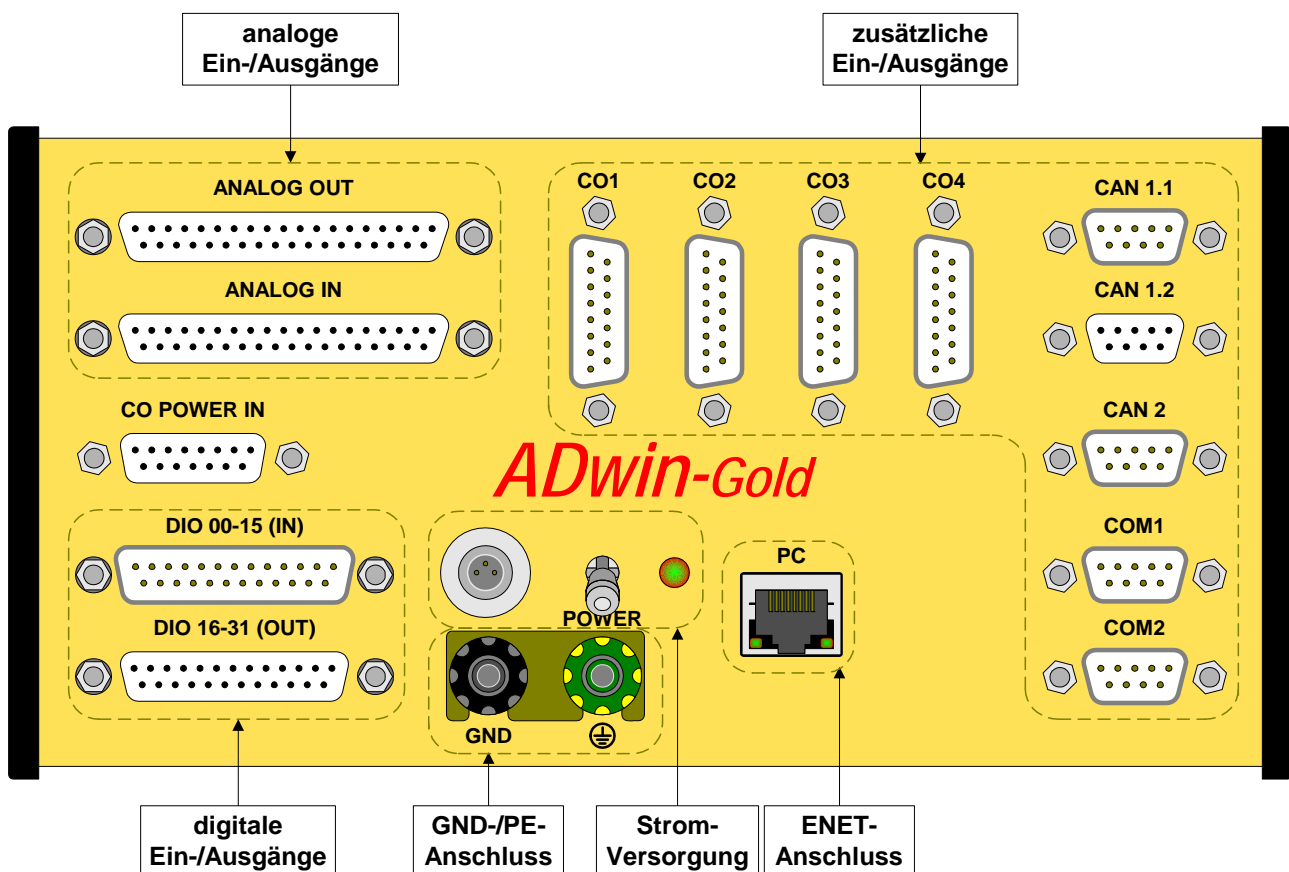 analoge
Ein-/Ausgänge
zusätzliche
Ein-/Ausgänge
ANALOG OUT
CO1
CO2
CO3
CO4
CAN 1.1
ANALOG IN
CAN 1.2
CO POWER IN
CAN 2
ADwin-Gold
DIO 00-15 (IN)
PC
COM1
POWER
DIO 16-31 (OUT)
COM2
GND
digitale
Ein-/Ausgänge
GND-/PE-
Anschluss
Strom-
Versorgung
ENET-
Anschluss